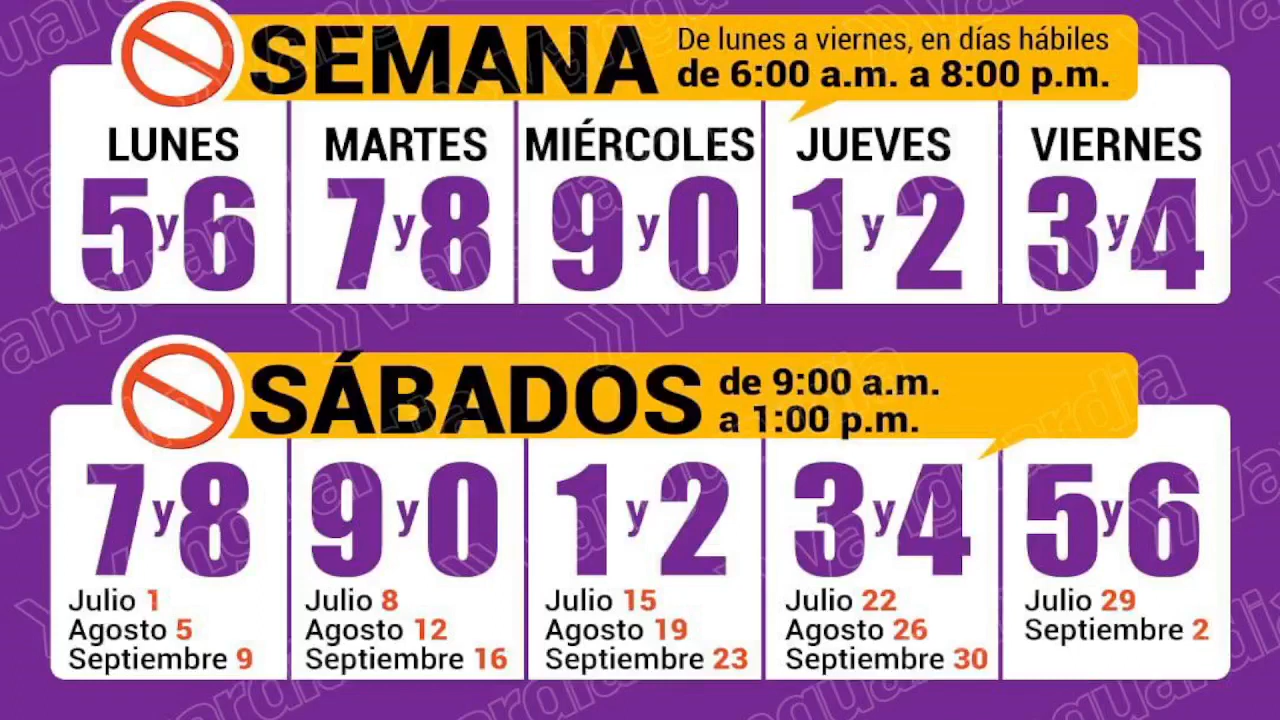 SEMANA
De lunes a viernes, en días hábiles
de 6:00 a.m. a 8:00 p.m.
LUNES
5 y 6
MARTES
7 y 8
MIÉRCOLES
9 y 0
JUEVES
1 y 2
VIERNES
3 y 4
SÁBADOS
de 9:00 a.m.
a 1:00 p.m.
7 y 8
Julio 1
Agosto 5
Septiembre 9
9 y 0
Julio 8
Agosto 12
Septiembre 16
1 y 2
Julio 15
Agosto 19
Septiembre 23
3 y 4
Julio 22
Agosto 26
Septiembre 30
5 y 6
Julio 29
Septiembre 2
Vanguardia